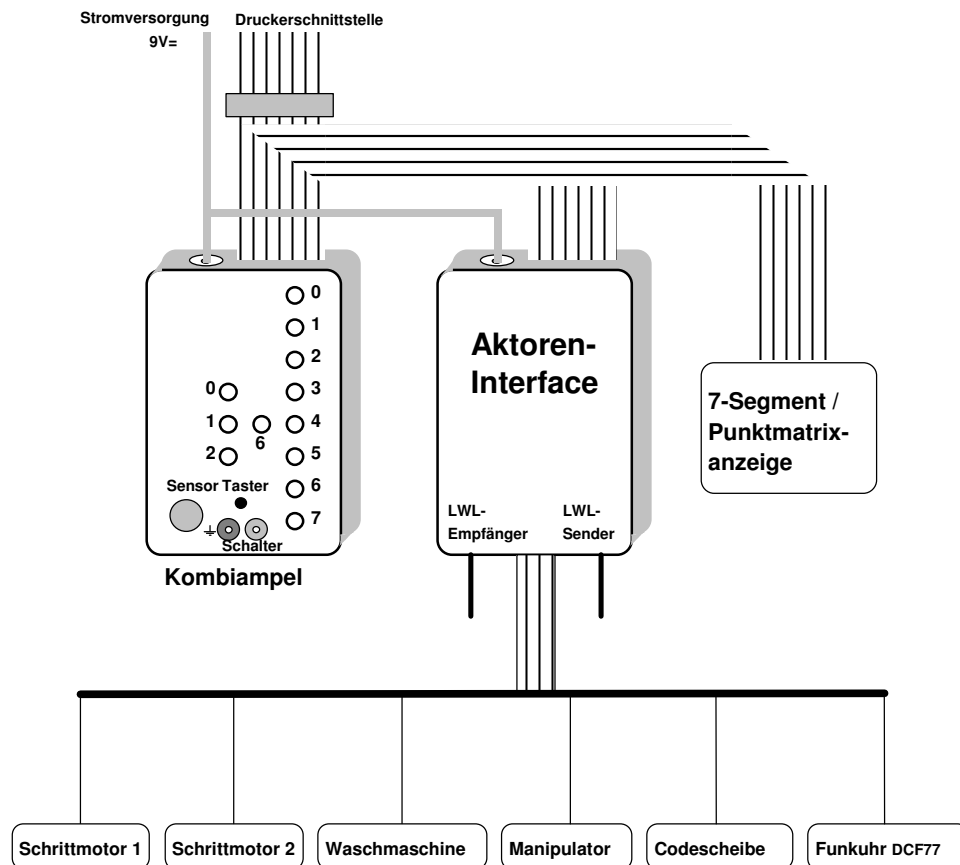 Stromversorgung
9V=
Druckerschnittstelle
0
1
2
3
4
5
6
7
0
1
2
6
Sensor Taster
Schalter
Kombiampel
Aktoren-
Interface
LWL-
Empfänger
LWL-
Sender
7-Segment /
Punktmatrix-
anzeige
Schrittmotor 1
Schrittmotor 2
Waschmaschine
Manipulator
Codescheibe
Funkuhr DCF77